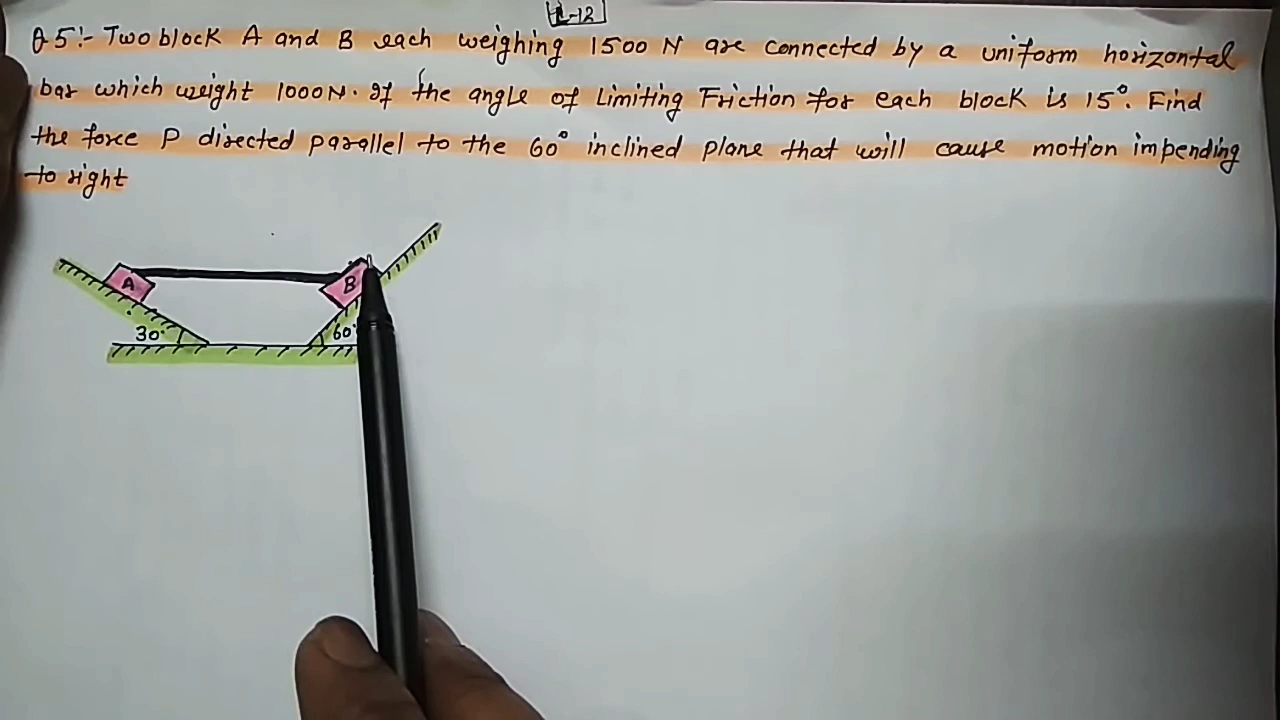 L-12
Q 5:- Two block A and B each weighing 1500 N are connected by a uniform horizontal
bar which weight 1000N. If the angle of Limiting Friction for each block is 15°. Find
the force P directed parallel to the 60° inclined plane that will cause motion impending
to right
A
B
30°
60°